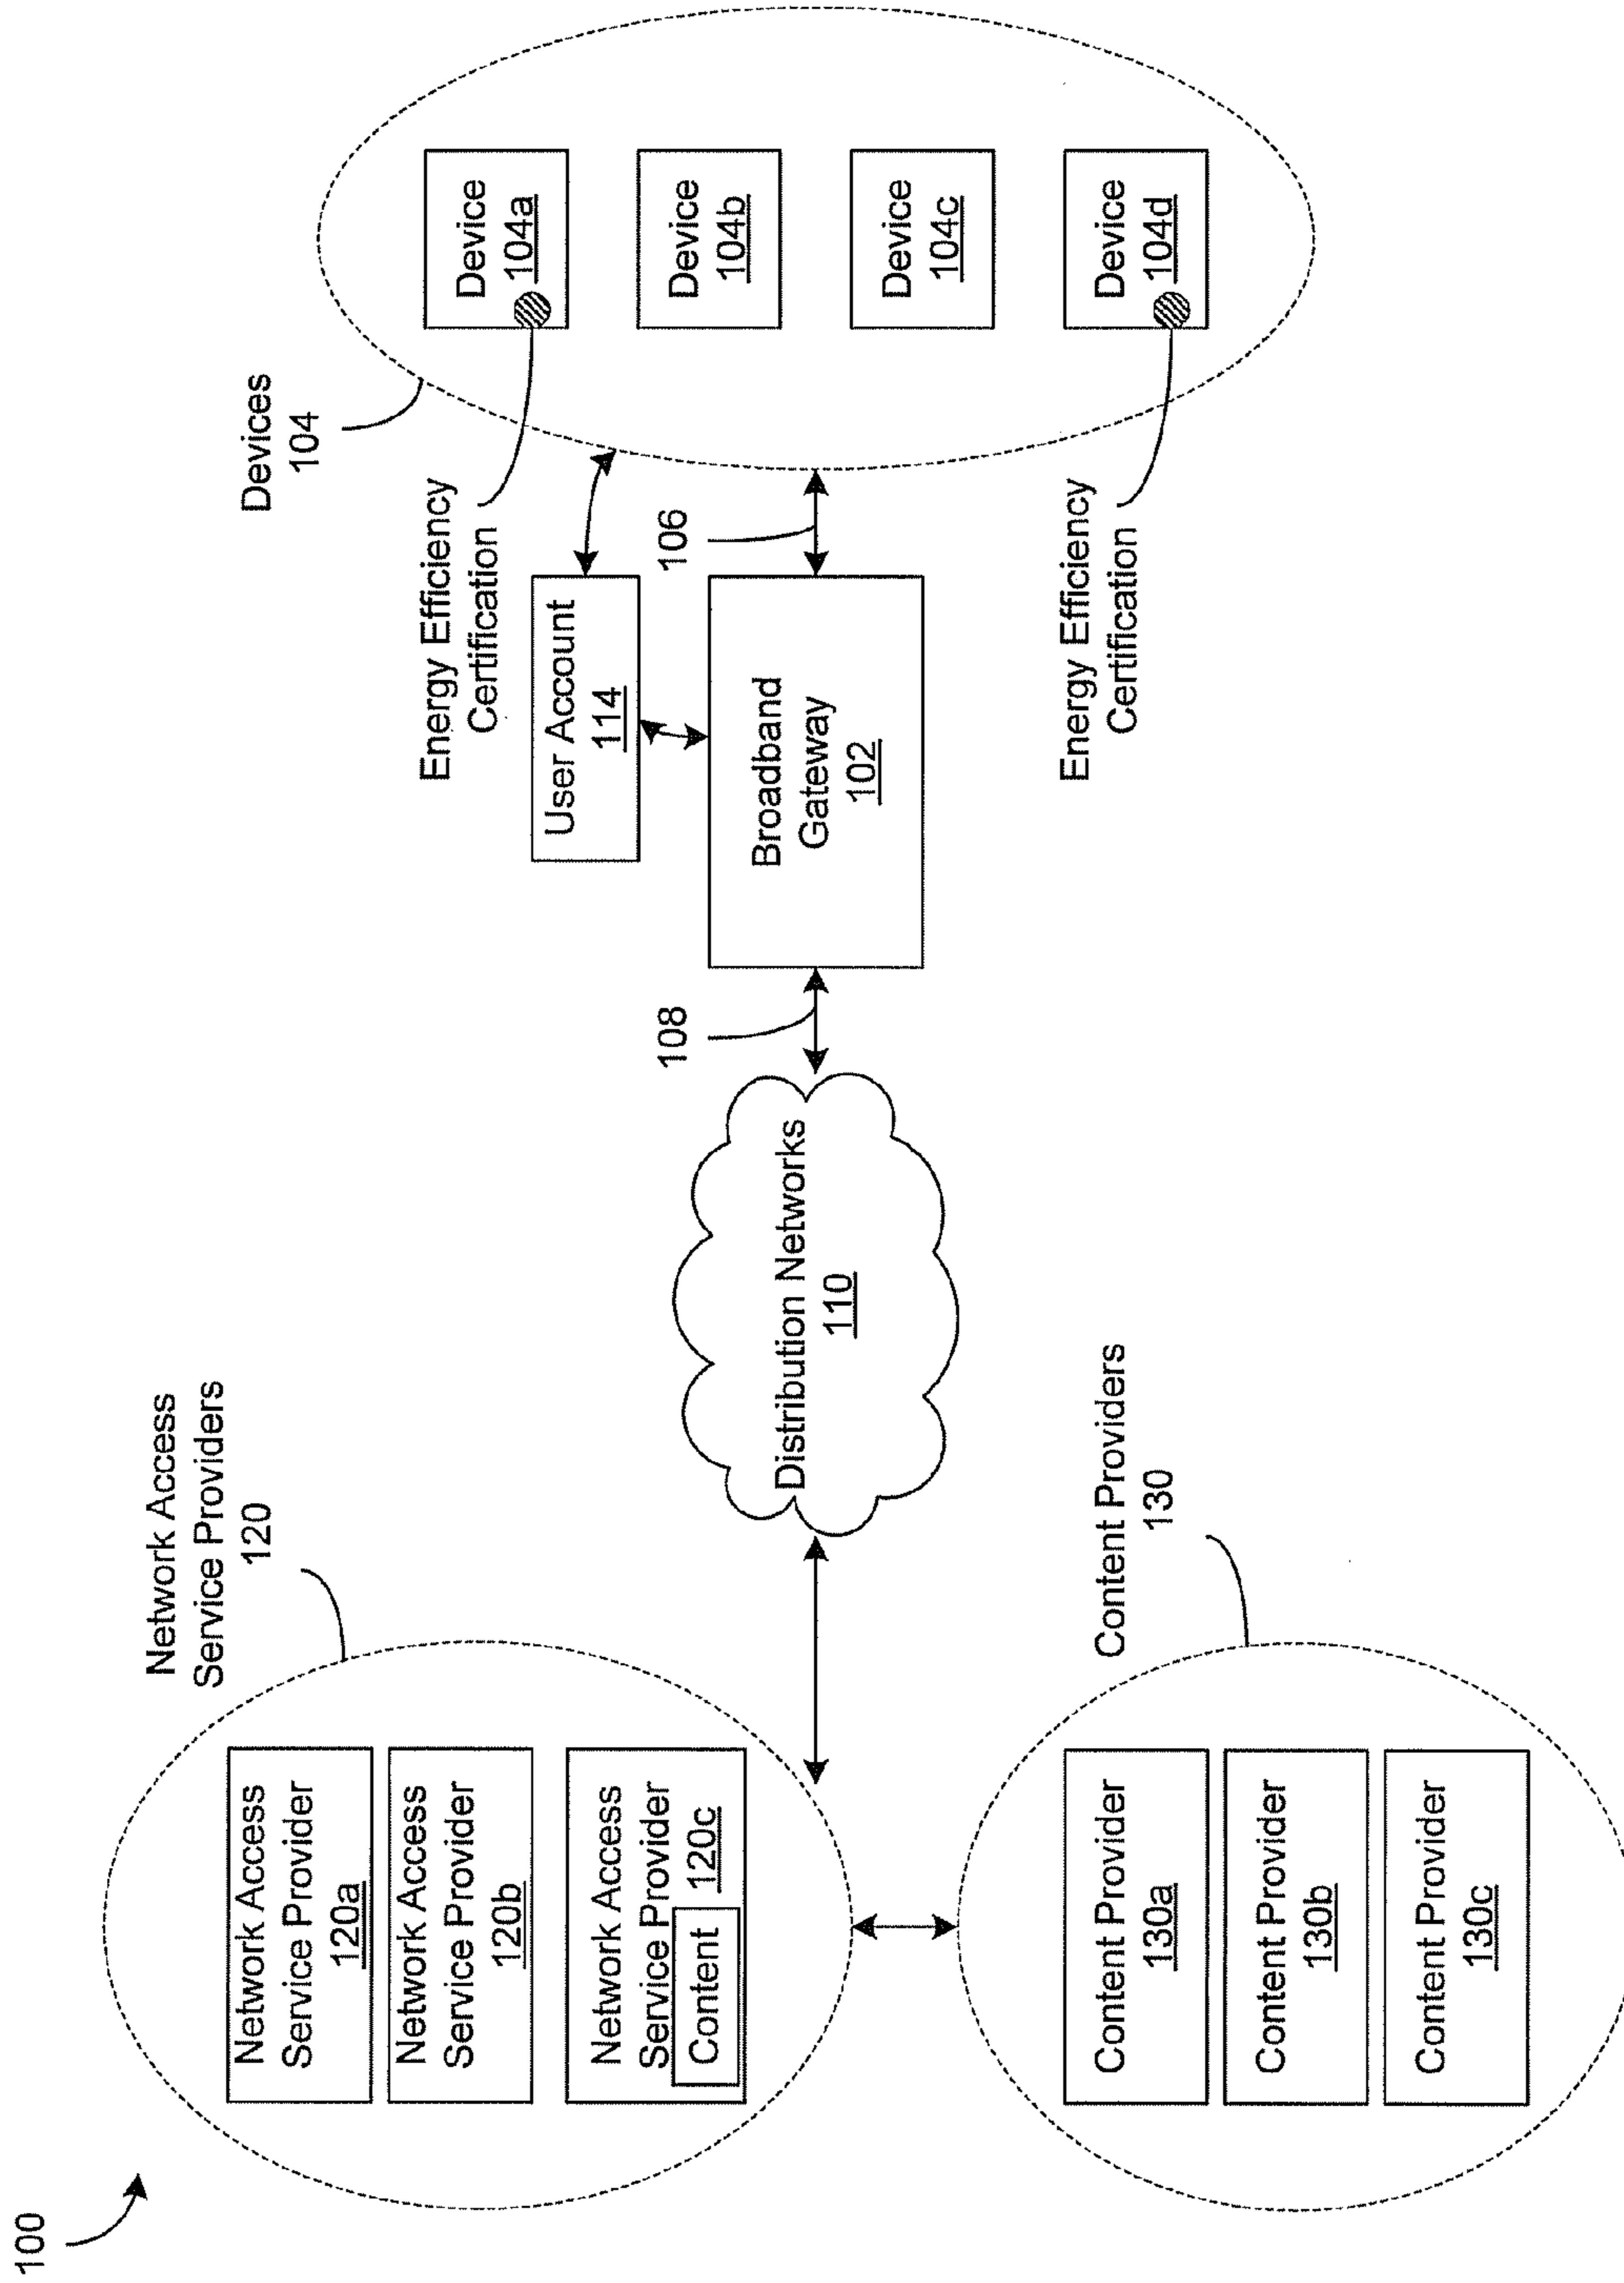 100
Network Access
Service Providers
120
Network Access
Service Provider
120a
Network Access
Service Provider
120b
Network Access
Service Provider
120c
Content
Content Providers
130
Content Provider
130a
Content Provider
130b
Content Provider
130c
Distribution Networks
110
108
Broadband
Gateway
102
User Account
114
106
Devices
104
Energy Efficiency
Certification
Device
104a
Device
104b
Device
104c
Device
104d
Energy Efficiency
Certification